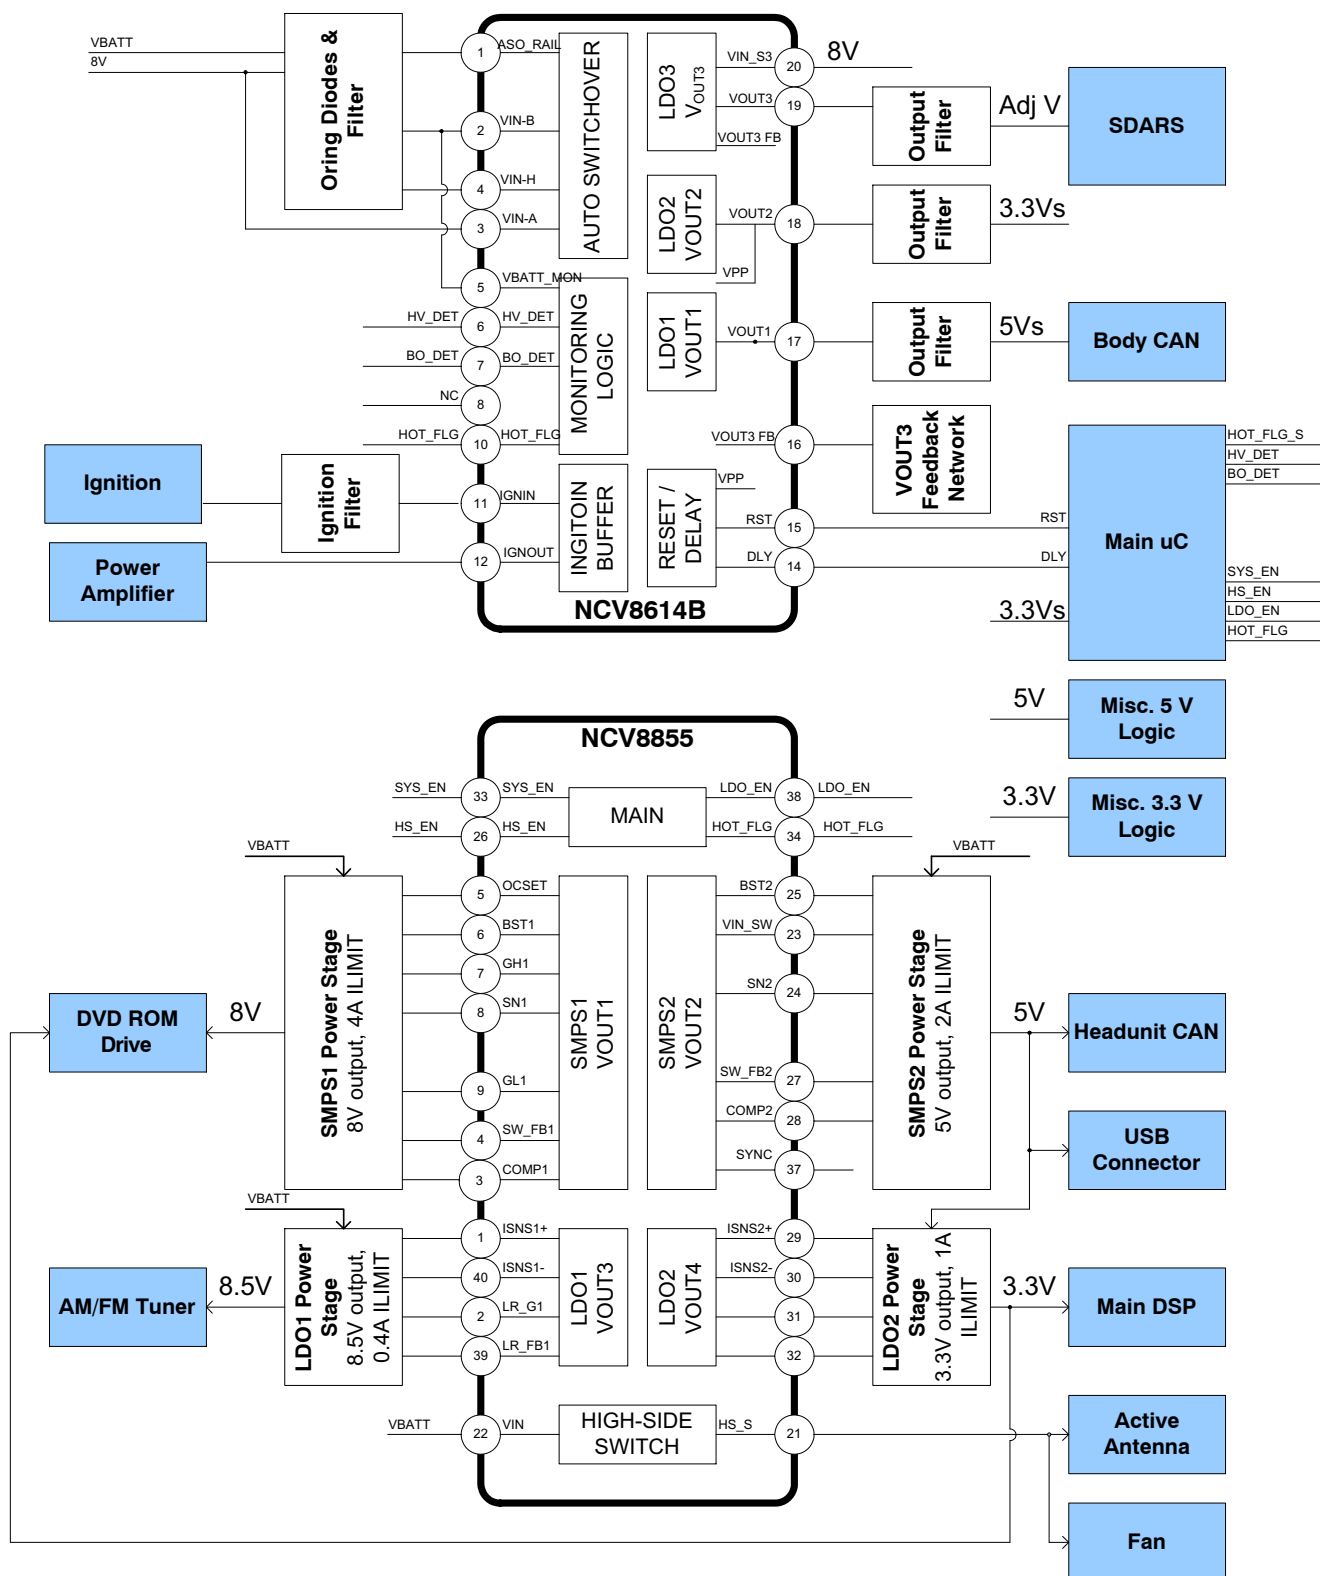 VBATT
8V
Oring Diodes &
Filter
1
ASO_RAIL
2
VIN-B
4
VIN-H
3
VIN-A
AUTO SWITCHOVER
5
VBATT_MON
HV_DET
6
HV_DET
BO_DET
7
BO_DET
NC
8
HOT_FLG
10
HOT_FLG
MONITORING
LOGIC
Ignition
Ignition
Filter
11
IGNIN
Power
Amplifier
12
IGNOUT
INGITOIN
BUFFER
LDO3
VOUT3
VIN_S3
20
8V
VOUT3
19
VOUT3 FB
Output
Filter
Adj V
SDARS
LDO2
VOUT2
VOUT2
18
VPP
Output
Filter
3.3Vs
LDO1
VOUT1
VOUT1
17
Output
Filter
5Vs
Body CAN
VOUT3 FB
16
VOUT3
Feedback
Network
RESET /
DELAY
VPP
RST
15
DLY
14
NCV8614B
RST
DLY
3.3Vs
Main uC
HOT_FLG_S
HV_DET
BO_DET
SYS_EN
HS_EN
LDO_EN
HOT_FLG
5V
Misc. 5 V
Logic
3.3V
Misc. 3.3 V
Logic
NCV8855
SYS_EN
33
SYS_EN
HS_EN
26
HS_EN
MAIN
LDO_EN
38
LDO_EN
HOT_FLG
34
HOT_FLG
VBATT
SMPS1 Power Stage
8V output, 4A ILIMIT
8V
DVD ROM
Drive
5
OCSET
6
BST1
7
GH1
8
SN1
9
GL1
4
SW_FB1
3
COMP1
SMPS1
VOUT1
SMPS2
VOUT2
BST2
25
VIN_SW
23
SN2
24
SW_FB2
27
COMP2
28
SYNC
37
VBATT
SMPS2 Power Stage
5V output, 2A ILIMIT
5V
Headunit CAN
USB
Connector
VBATT
LDO1 Power
Stage
8.5V output,
0.4A ILIMIT
8.5V
AM/FM Tuner
1
ISNS1+
40
ISNS1-
2
LR_G1
39
LR_FB1
LDO1
VOUT3
LDO2
VOUT4
ISNS2+
29
ISNS2-
30
31
32
LDO2 Power
Stage
3.3V output, 1A
ILIMIT
3.3V
Main DSP
VBATT
22
VIN
HIGH-SIDE
SWITCH
HS_S
21
Active
Antenna
Fan